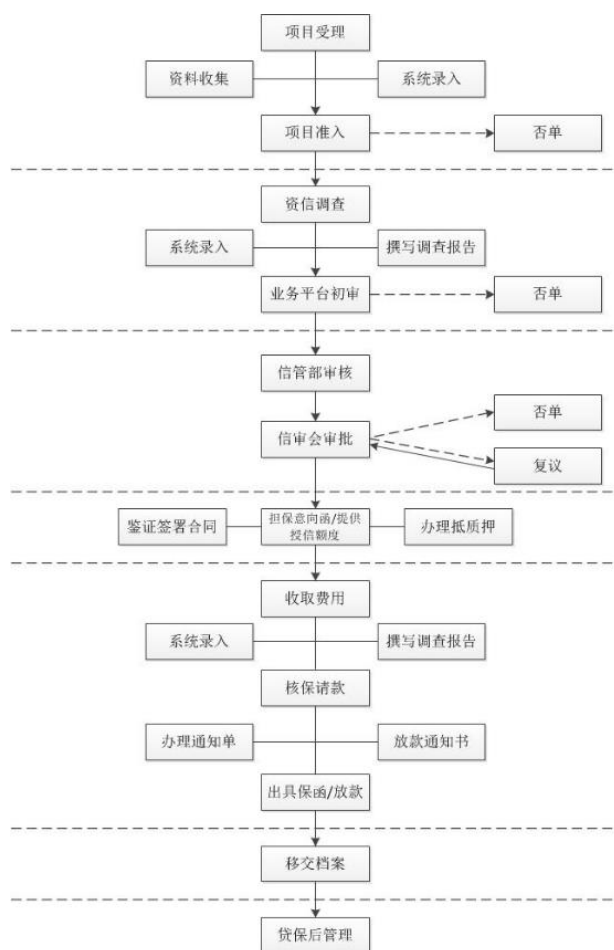 项目受理
资料收集
系统录入
项目准入
否单
资信调查
系统录入
撰写调查报告
业务平台初审
否单
信管部审核
否单
信审会审批
复议
鉴证签署合同
担保意向函/提供
授信额度
办理抵质押
收取费用
系统录入
撰写调查报告
核保请款
办理通知单
放款通知书
出具保函/放款
移交档案
贷保后管理